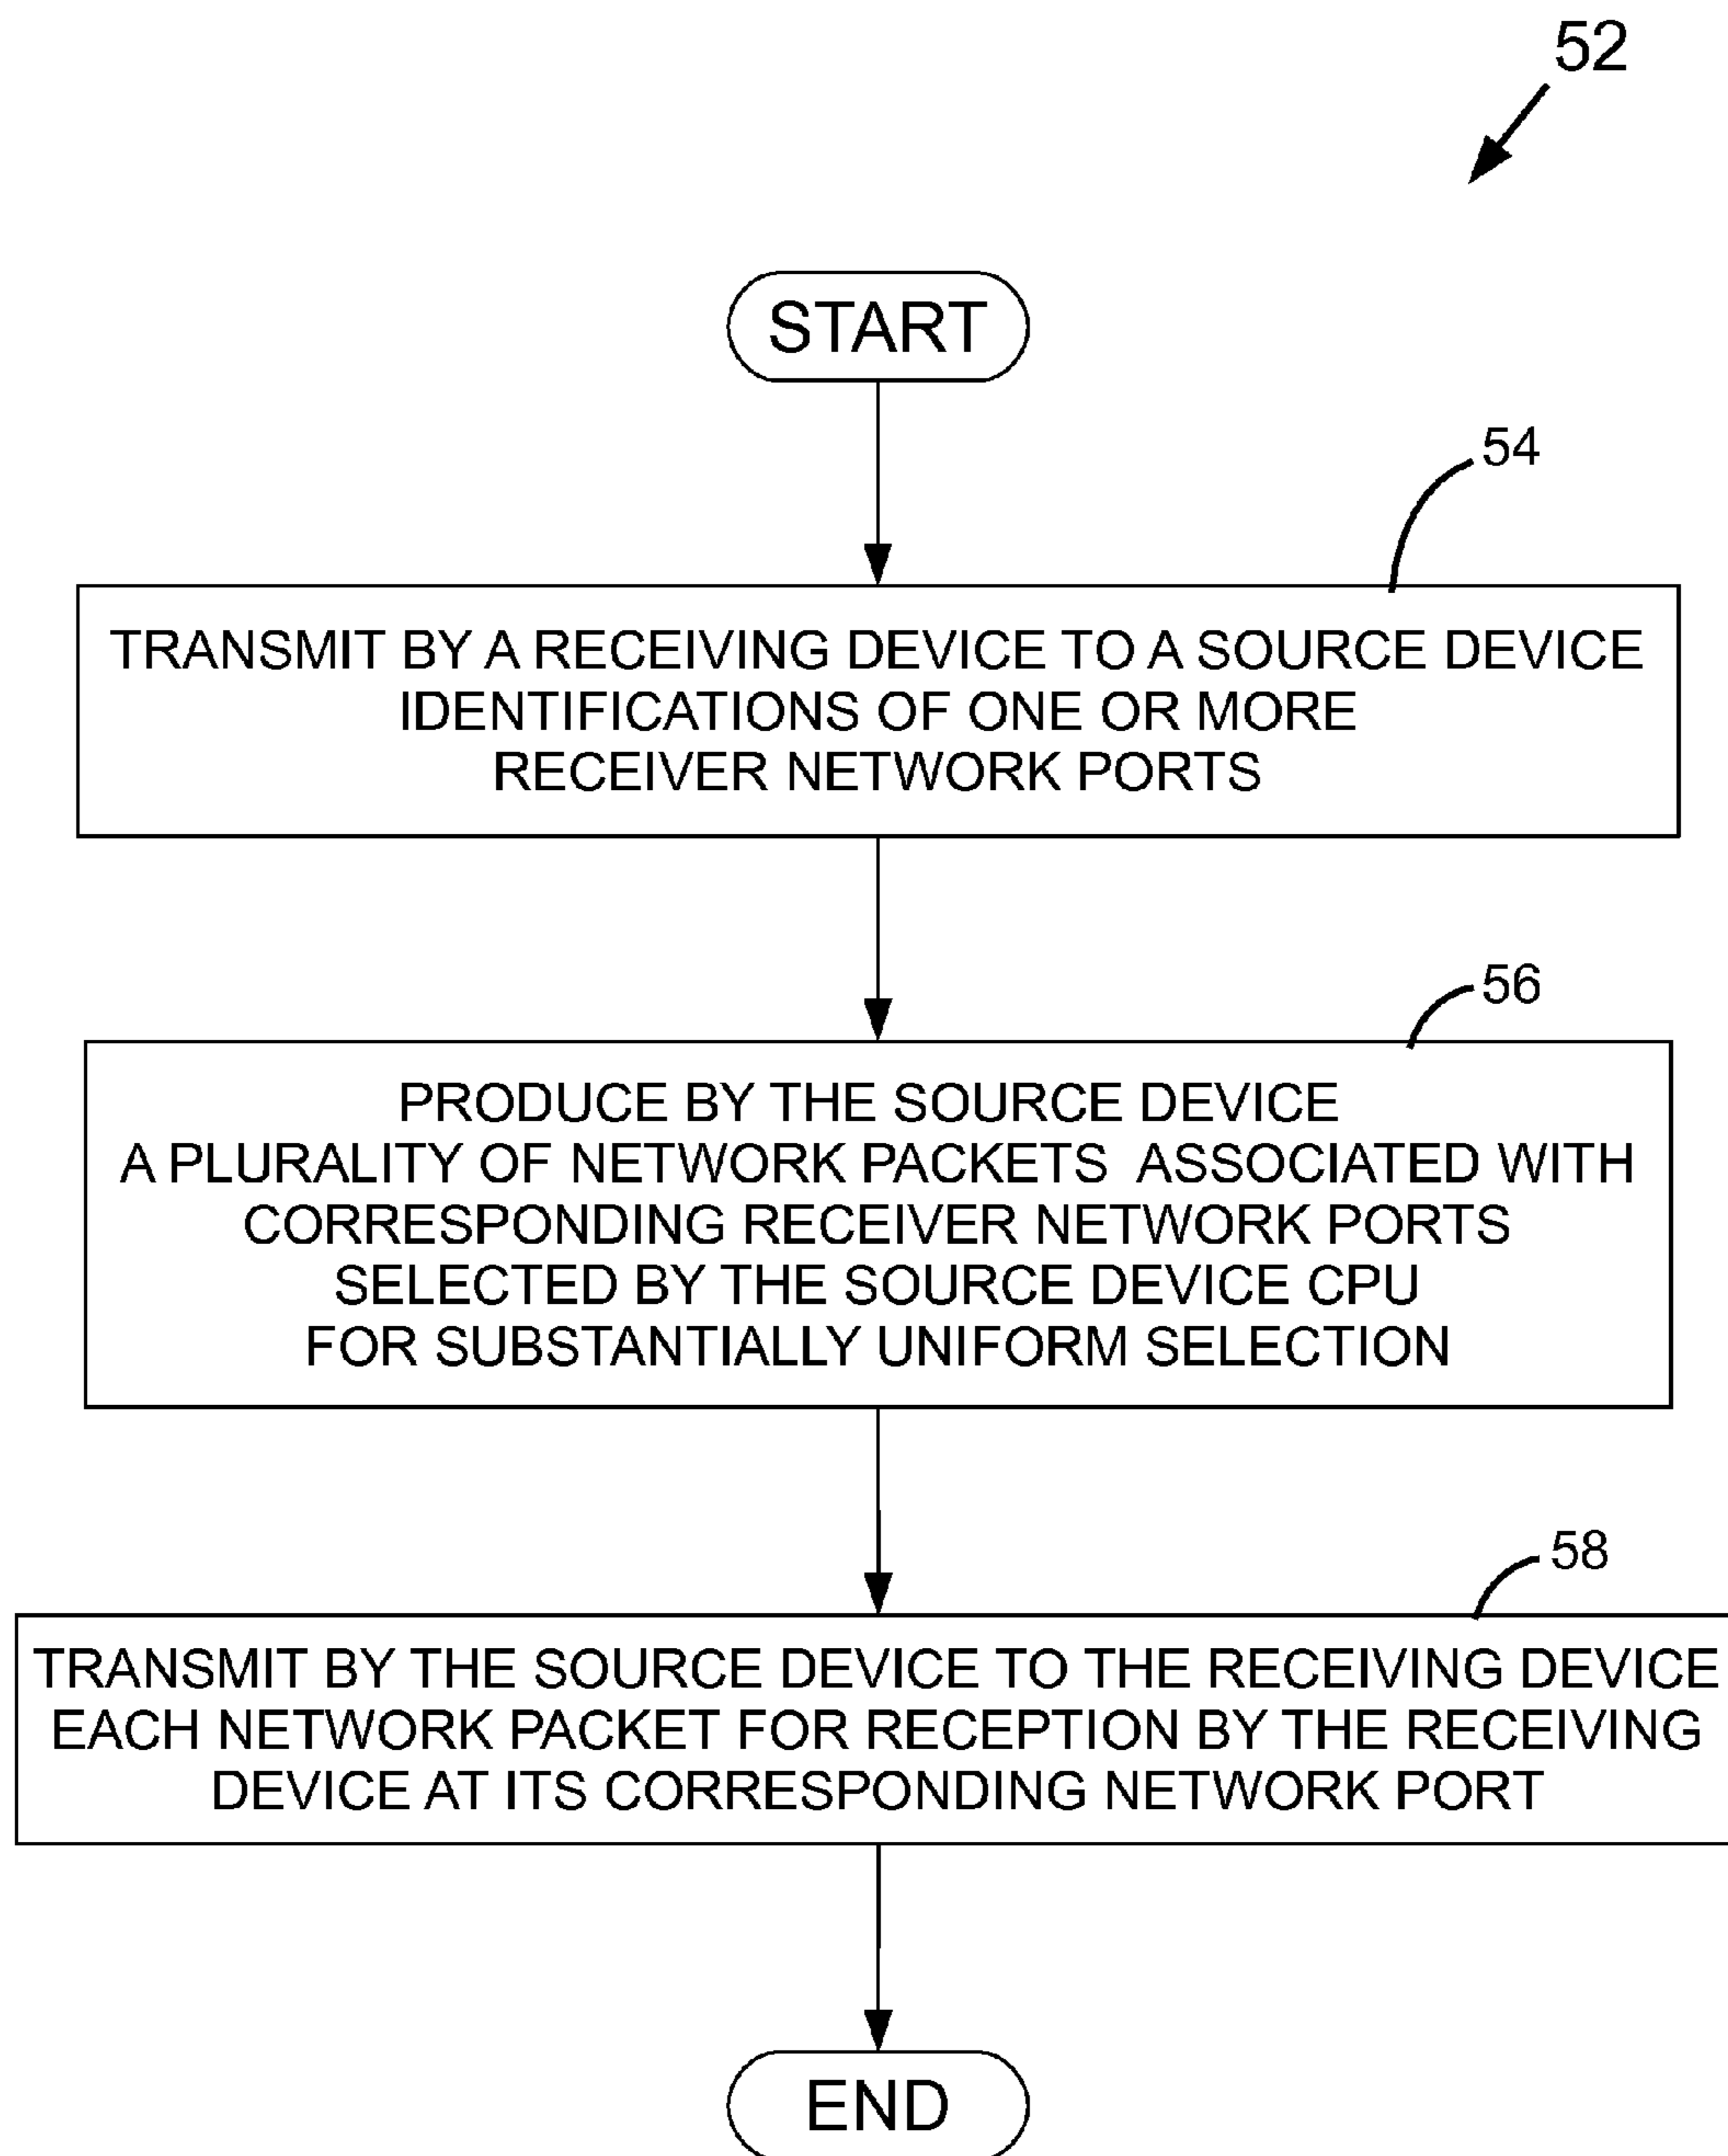 52
START
54
TRANSMIT BY A RECEIVING DEVICE TO A SOURCE DEVICE
IDENTIFICATIONS OF ONE OR MORE
RECEIVER NETWORK PORTS
56
PRODUCE BY THE SOURCE DEVICE
A PLURALITY OF NETWORK PACKETS ASSOCIATED WITH
CORRESPONDING RECEIVER NETWORK PORTS
SELECTED BY THE SOURCE DEVICE CPU
FOR SUBSTANTIALLY UNIFORM SELECTION
58
TRANSMIT BY THE SOURCE DEVICE TO THE RECEIVING DEVICE
EACH NETWORK PACKET FOR RECEPTION BY THE RECEIVING
DEVICE AT ITS CORRESPONDING NETWORK PORT
END